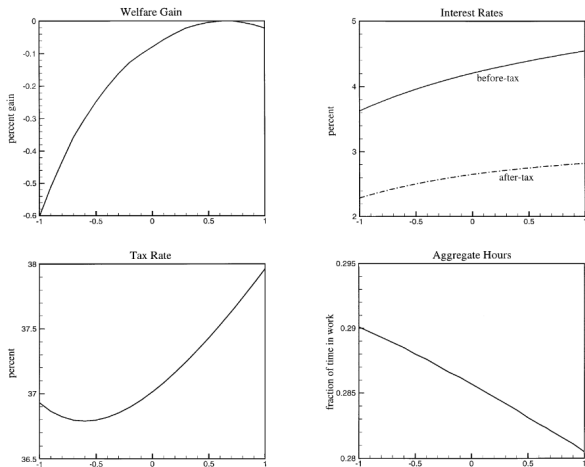 Welfare Gain
0
-0.1
-0.2
-0.3
-0.4
-0.5
-0.6
percent gain
-1 -0.5 0 0.5 1
Interest Rates
5
4
3
2
percent
before-tax
after-tax
-1 -0.5 0 0.5 1
Tax Rate
38
37.5
37
36.5
percent
-1 -0.5 0 0.5 1
Aggregate Hours
0.295
0.29
0.285
0.28
fraction of time in work
-1 -0.5 0 0.5 1